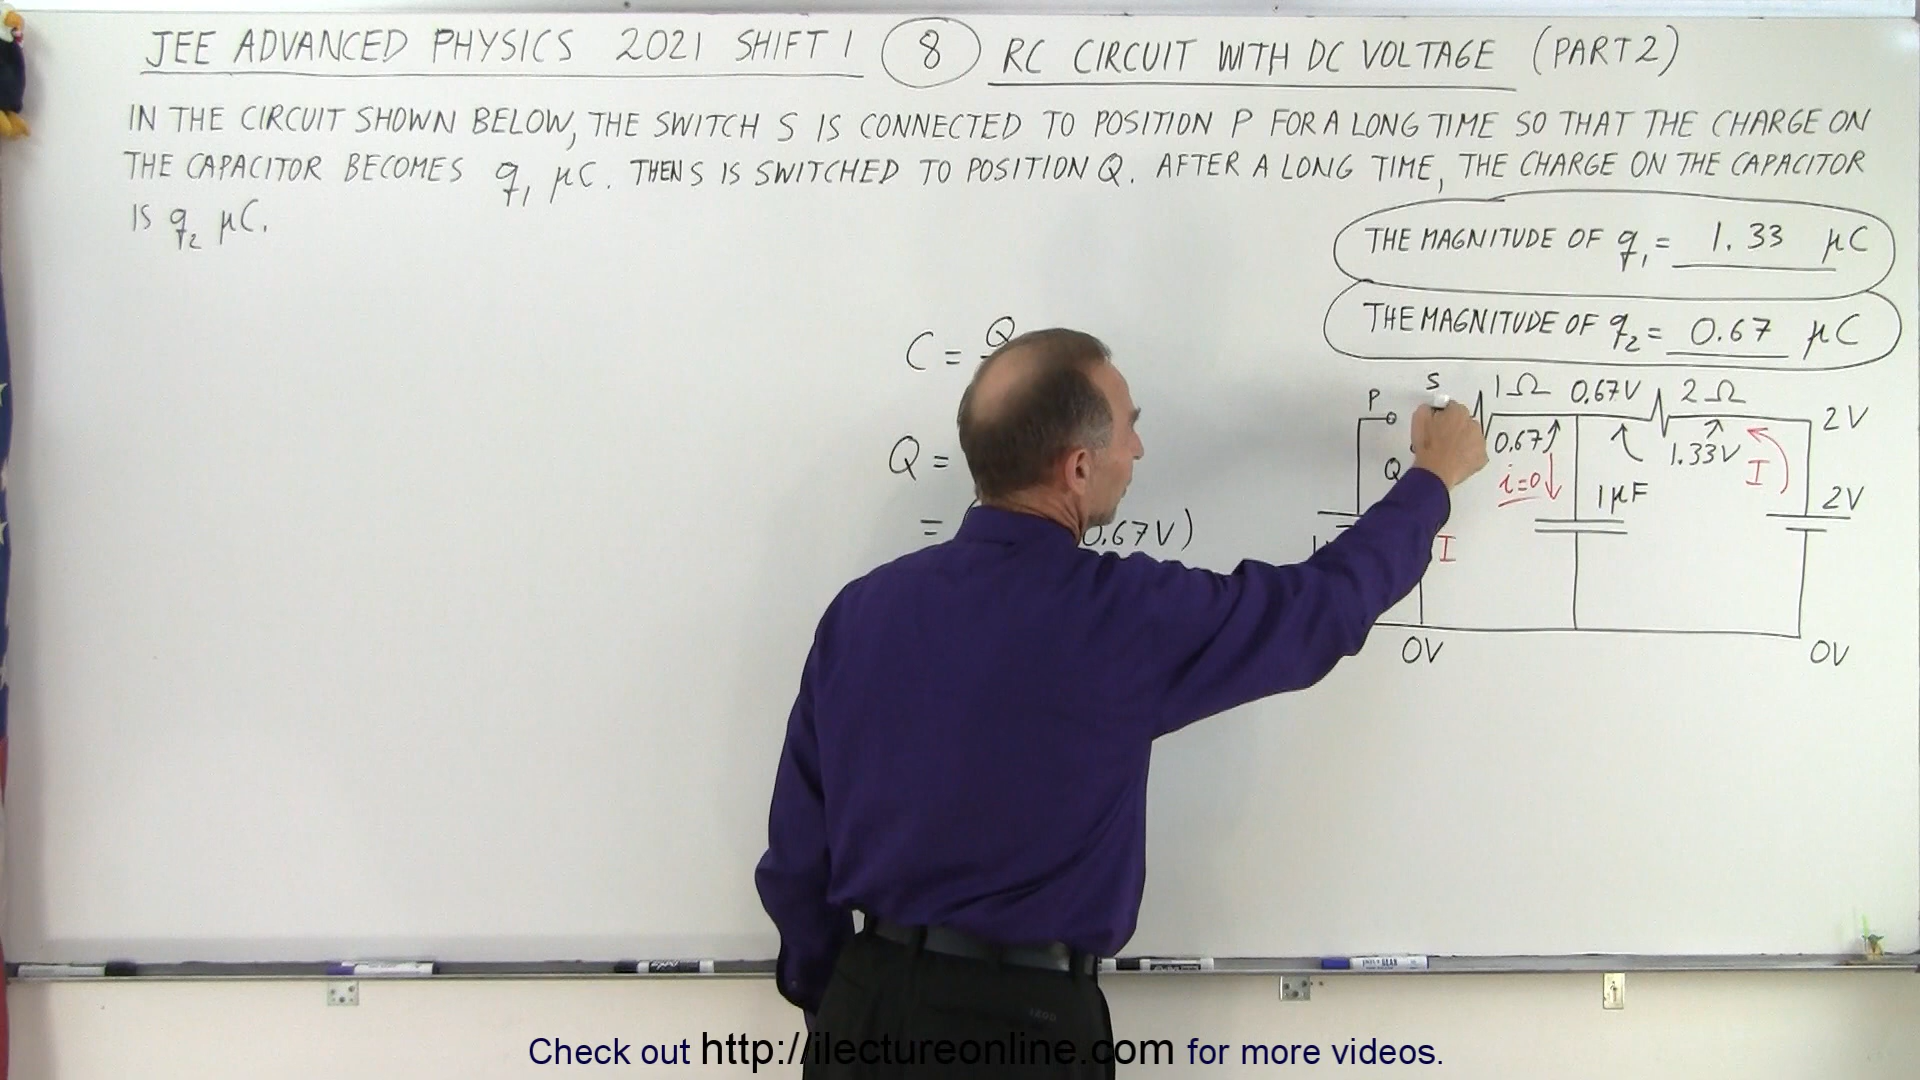 JEE ADVANCED PHYSICS 2021 SHIFT 1 8 RC CIRCUIT WITH DC VOLTAGE (PART 2)
IN THE CIRCUIT SHOWN BELOW, THE SWITCH S IS CONNECTED TO POSITION P FOR A LONG TIME SO THAT THE CHARGE ON
THE CAPACITOR BECOMES q₁ μC. THEN S IS SWITCHED TO POSITION Q. AFTER A LONG TIME, THE CHARGE ON THE CAPACITOR
IS q₂ μC.
THE MAGNITUDE OF q₁ = 1.33 μC
THE MAGNITUDE OF q₂ = 0.67 μC
C = Q
Q =
= 0.67V)
S
P
1Ω 0.67V 2Ω
2V
Q
0.67
1.33V
I
i=0
1μF
2V
I
0V
0V
Check out http://ilectureonline.com for more videos.